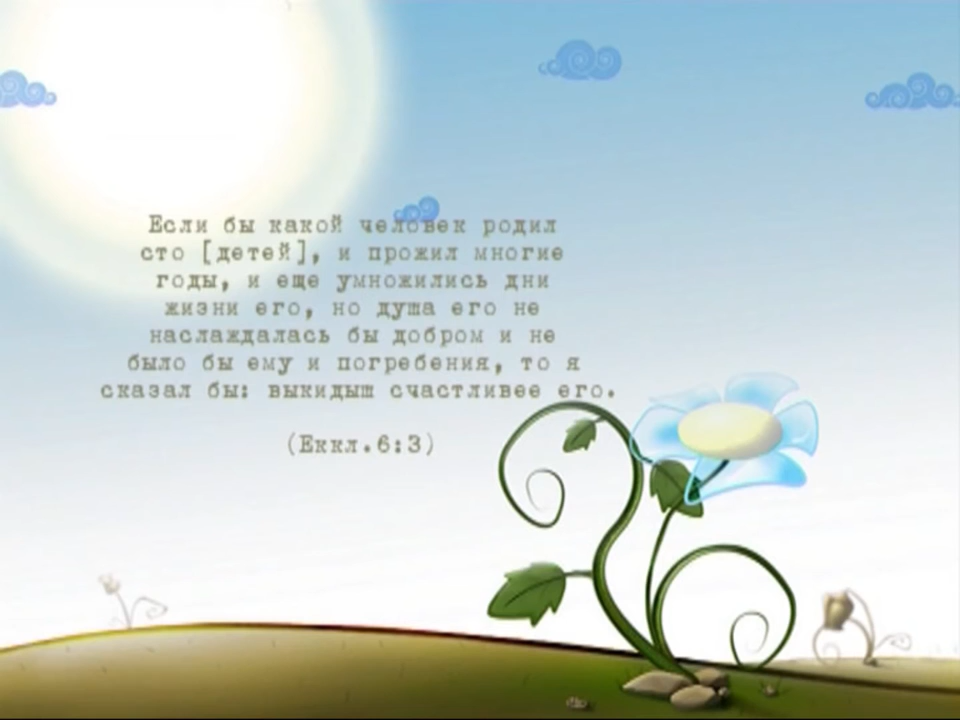 Если бы какой человек родил
сто [детей], и прожил многие
годы, и еще умножились дни
жизни его, но душа его не
наслаждалась бы добром и не
было бы ему и погребения, то я
сказал бы: выкидыш счастливее его.
(Еккл.6:3)